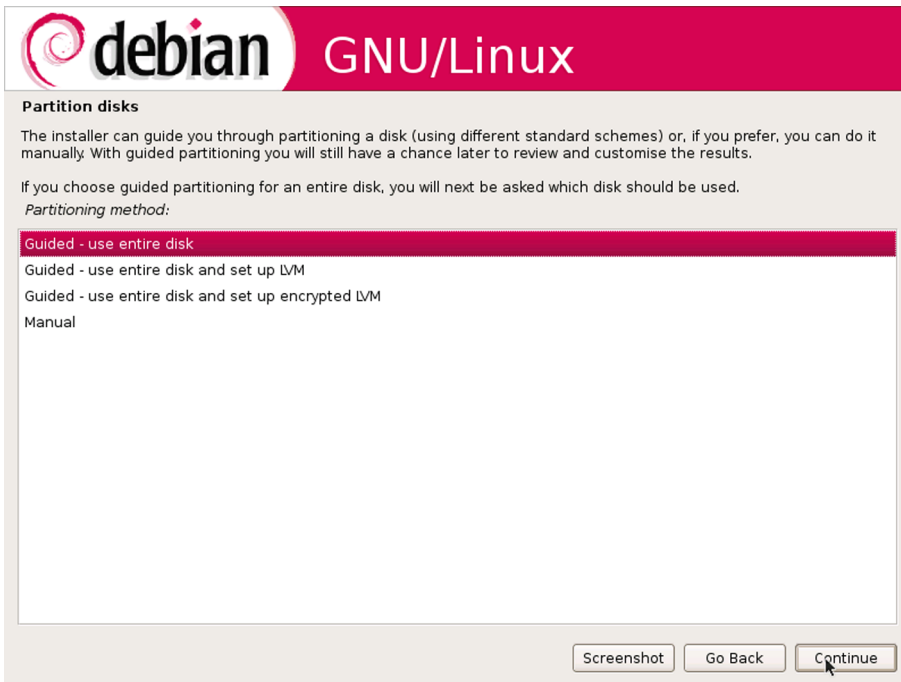 debian GNU/Linux
Partition disks
The installer can guide you through partitioning a disk (using different standard schemes) or, if you prefer, you can do it
manually. With guided partitioning you will still have a chance later to review and customise the results.
If you choose guided partitioning for an entire disk, you will next be asked which disk should be used.
Partitioning method:
Guided - use entire disk
Guided - use entire disk and set up LVM
Guided - use entire disk and set up encrypted LVM
Manual
Screenshot Go Back Continue